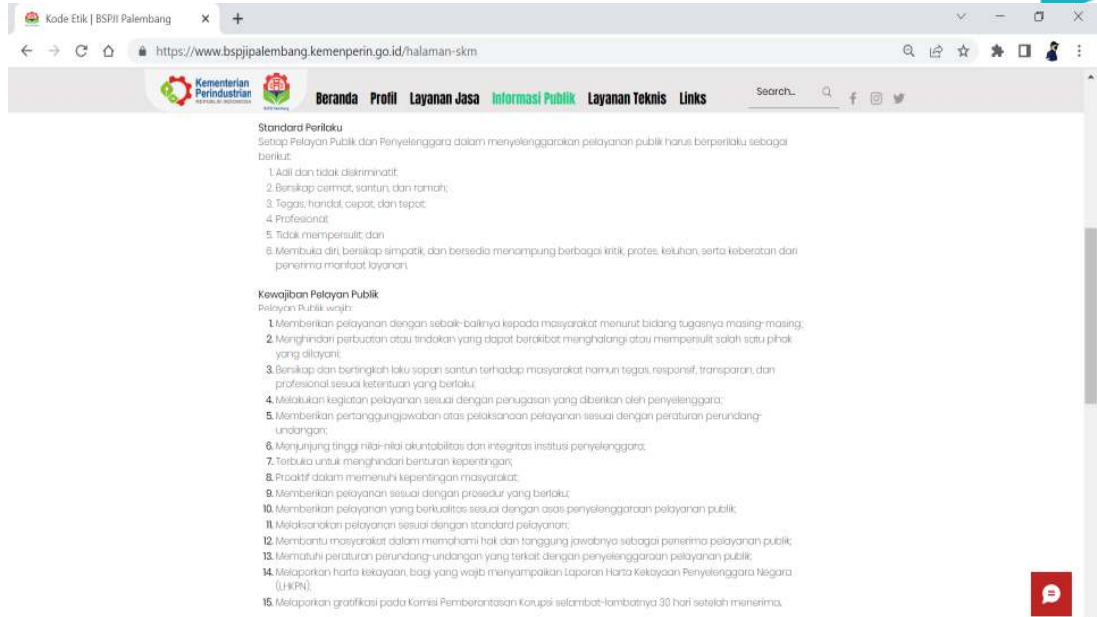 Kode Etik | BSPJI Palembang
https://www.bspjipalembang.kemenperin.go.id/halaman-skm
Kementerian
Perindustrian
REPUBLIK INDONESIA
Beranda Profil Layanan Jasa Informasi Publik Layanan Teknis Links Search...
Standard Perilaku
Setiap Pelayan Publik dan Penyelenggara dalam menyelenggarakan pelayanan publik harus berperilaku sebagai
berikut:
1. Adil dan tidak diskriminatif;
2. Bersikap cermat, santun, dan ramah;
3. Tegas, handal, cepat, dan tepat;
4. Profesional;
5. Tidak mempersulit; dan
6. Membuka diri, bersikap simpatik, dan bersedia menampung berbagai kritik, protes, keluhan, serta keberatan dari
penerima manfaat layanan.
Kewajiban Pelayan Publik
Pelayan Publik wajib:
1. Memberikan pelayanan dengan sebaik-baiknya kepada masyarakat menurut bidang tugasnya masing-masing;
2. Menghindari perbuatan atau tindakan yang dapat berakibat menghalangi atau mempersulit salah satu pihak
yang dilayani;
3. Bersikap dan bertingkah laku sopan santun terhadap masyarakat namun tegas, responsif, transparan, dan
profesional sesuai ketentuan yang berlaku;
4. Melakukan kegiatan pelayanan sesuai dengan penugasan yang diberikan oleh penyelenggara;
5. Memberikan pertanggungjawaban atas pelaksanaan pelayanan sesuai dengan peraturan perundang-
undangan;
6. Menjunjung tinggi nilai-nilai akuntabilitas dan integritas institusi penyelenggara;
7. Terbuka untuk menghindari benturan kepentingan;
8. Proaktif dalam memenuhi kepentingan masyarakat;
9. Memberikan pelayanan sesuai dengan prosedur yang berlaku;
10. Memberikan pelayanan yang berkualitas sesuai dengan asas penyelenggaraan pelayanan publik;
11. Melaksanakan pelayanan sesuai dengan standard pelayanan;
12. Membantu masyarakat dalam memahami hak dan tanggung jawabnya sebagai penerima pelayanan publik;
13. Mematuhi peraturan perundang-undangan yang terkait dengan penyelenggaraan pelayanan publik;
14. Melaporkan harta kekayaan, bagi yang wajib menyampaikan Laporan Harta Kekayaan Penyelenggara Negara
(LHKPN);
15. Melaporkan gratifikasi pada Komisi Pemberantasan Korupsi selambat-lambatnya 30 hari setelah menerima,